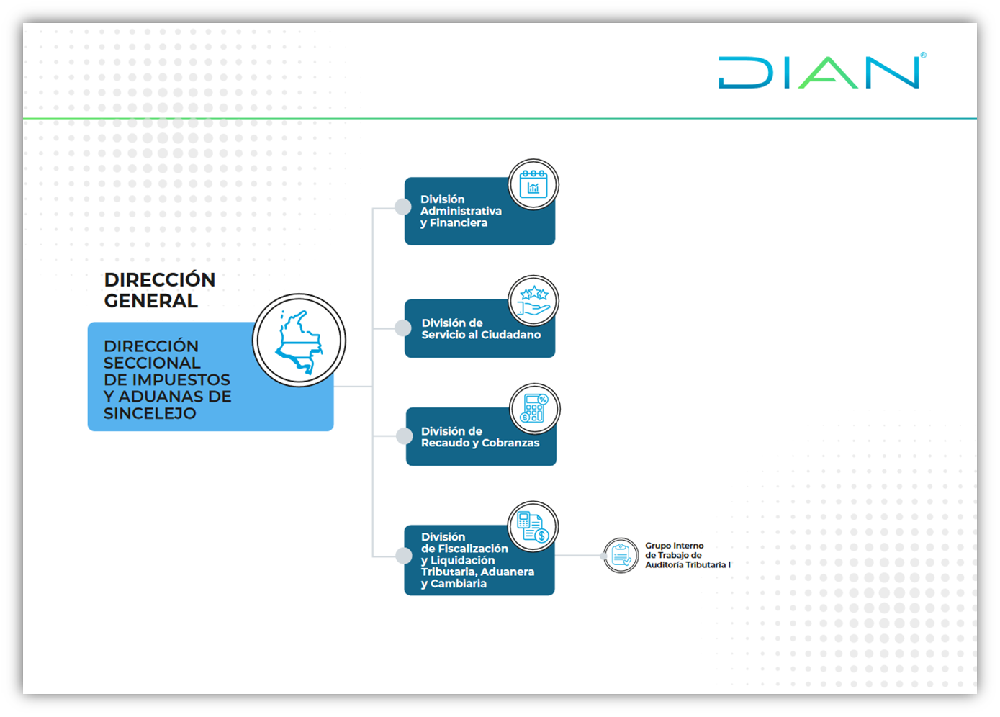 DIAN®
División
Administrativa
y Financiera
DIRECCIÓN
GENERAL
DIRECCIÓN
SECCIONAL
DE IMPUESTOS
Y ADUANAS DE
SINCELEJO
División de
Servicio al Ciudadano
División de
Recaudo y Cobranzas
División
de Fiscalización
y Liquidación
Tributaria, Aduanera
y Cambiaria
Grupo Interno
de Trabajo de
Auditoría Tributaria I